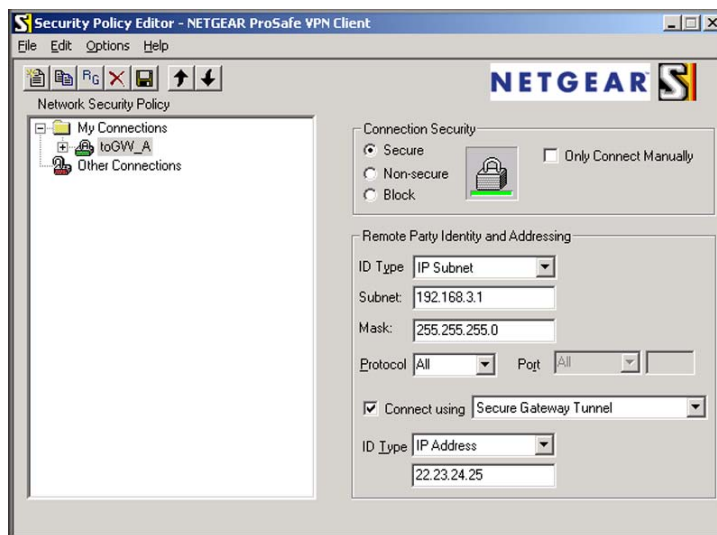 Security Policy Editor - NETGEAR ProSafe VPN Client
File Edit Options Help
RG
NETGEAR S
Network Security Policy
My Connections
toGW_A
Other Connections
Connection Security
Secure
Non-secure
Block
Only Connect Manually
Remote Party Identity and Addressing
ID Type IP Subnet
Subnet: 192.168.3.1
Mask: 255.255.255.0
Protocol All Port All
Connect using Secure Gateway Tunnel
ID Type IP Address
22.23.24.25